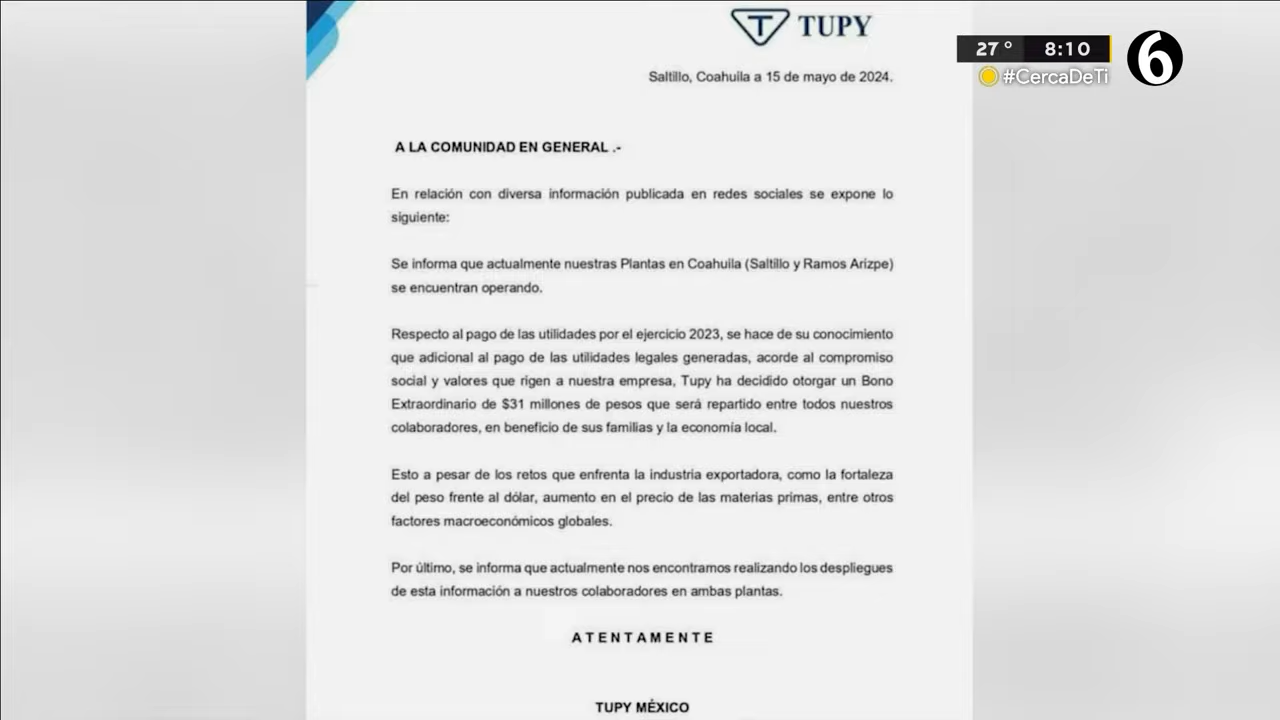 TUPY
27° 8:10
6
#CercaDeTi
Saltillo, Coahuila a 15 de mayo de 2024.
A LA COMUNIDAD EN GENERAL .-
En relación con diversa información publicada en redes sociales se expone lo
siguiente:
Se informa que actualmente nuestras Plantas en Coahuila (Saltillo y Ramos Arizpe)
se encuentran operando.
Respecto al pago de las utilidades por el ejercicio 2023, se hace de su conocimiento
que adicional al pago de las utilidades legales generadas, acorde al compromiso
social y valores que rigen a nuestra empresa, Tupy ha decidido otorgar un Bono
Extraordinario de $31 millones de pesos que será repartido entre todos nuestros
colaboradores, en beneficio de sus familias y la economía local.
Esto a pesar de los retos que enfrenta la industria exportadora, como la fortaleza
del peso frente al dólar, aumento en el precio de las materias primas, entre otros
factores macroeconómicos globales.
Por último, se informa que actualmente nos encontramos realizando los despliegues
de esta información a nuestros colaboradores en ambas plantas.
ATENTAMENTE
TUPY MÉXICO